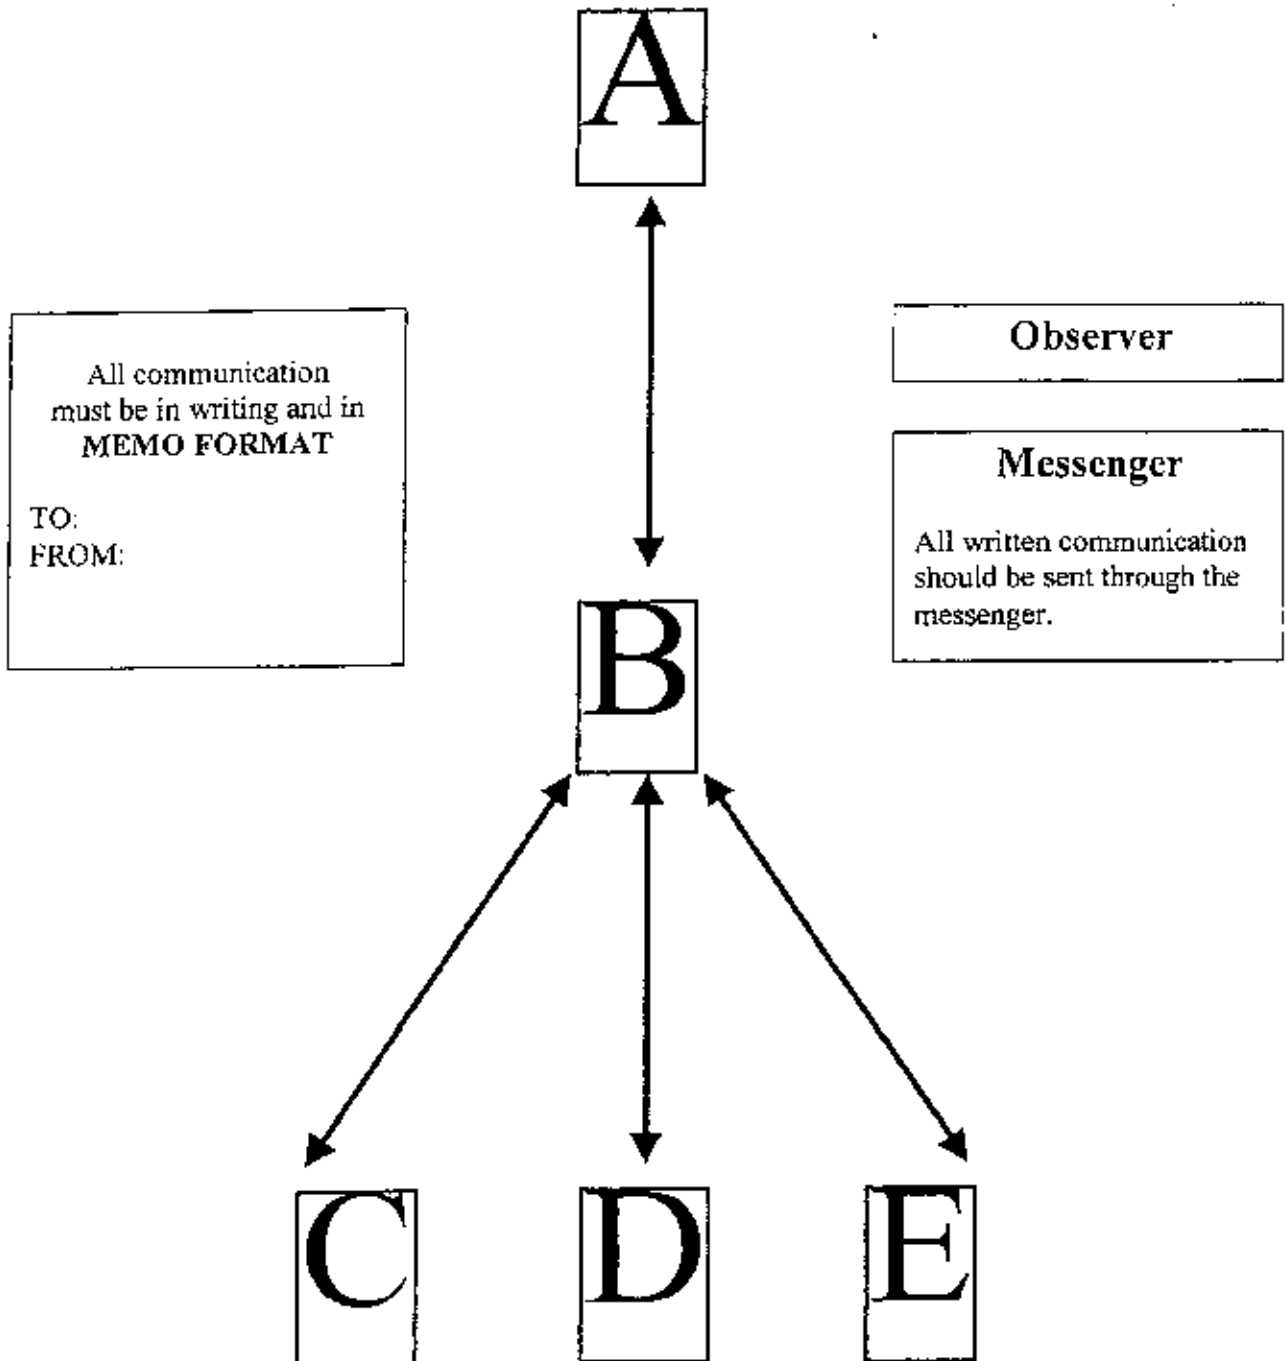 A
All communication
must be in writing and in
MEMO FORMAT
TO:
FROM:
Observer
Messenger
All written communication
should be sent through the
messenger.
B
C
D
E